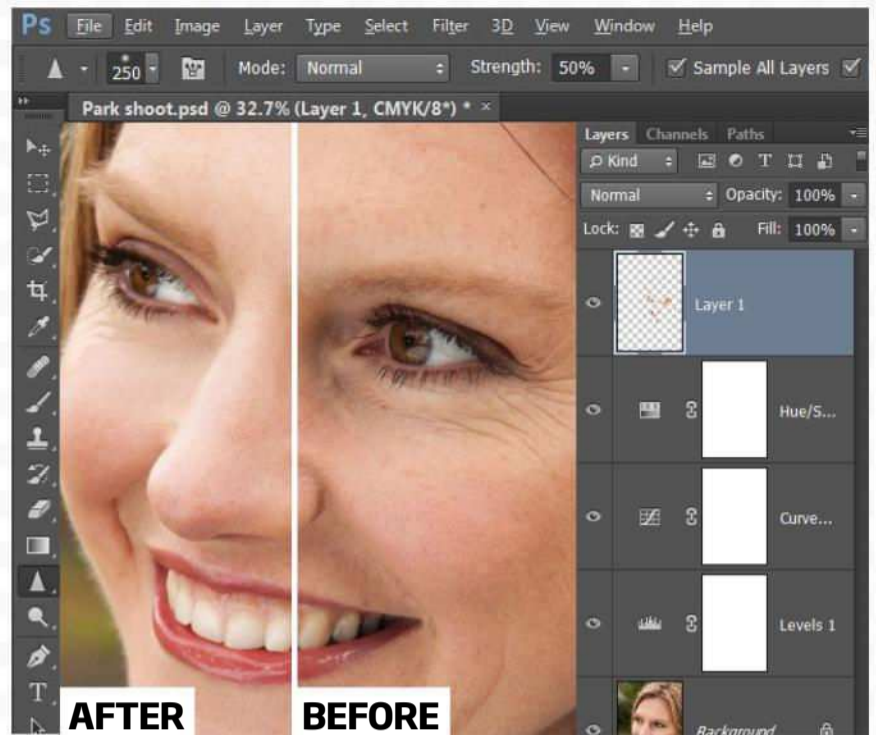 Ps File Edit Image Layer Type Select Filter 3D View Window Help
250 Mode: Normal Strength: 50% Sample All Layers
Park shoot.psd @ 32.7% (Layer 1, CMYK/8*) * ×
Layers Channels Paths
Kind T
Normal Opacity: 100%
Lock: Fill: 100%
Layer 1
Hue/S...
Curve...
Levels 1
T
AFTER BEFORE
Background